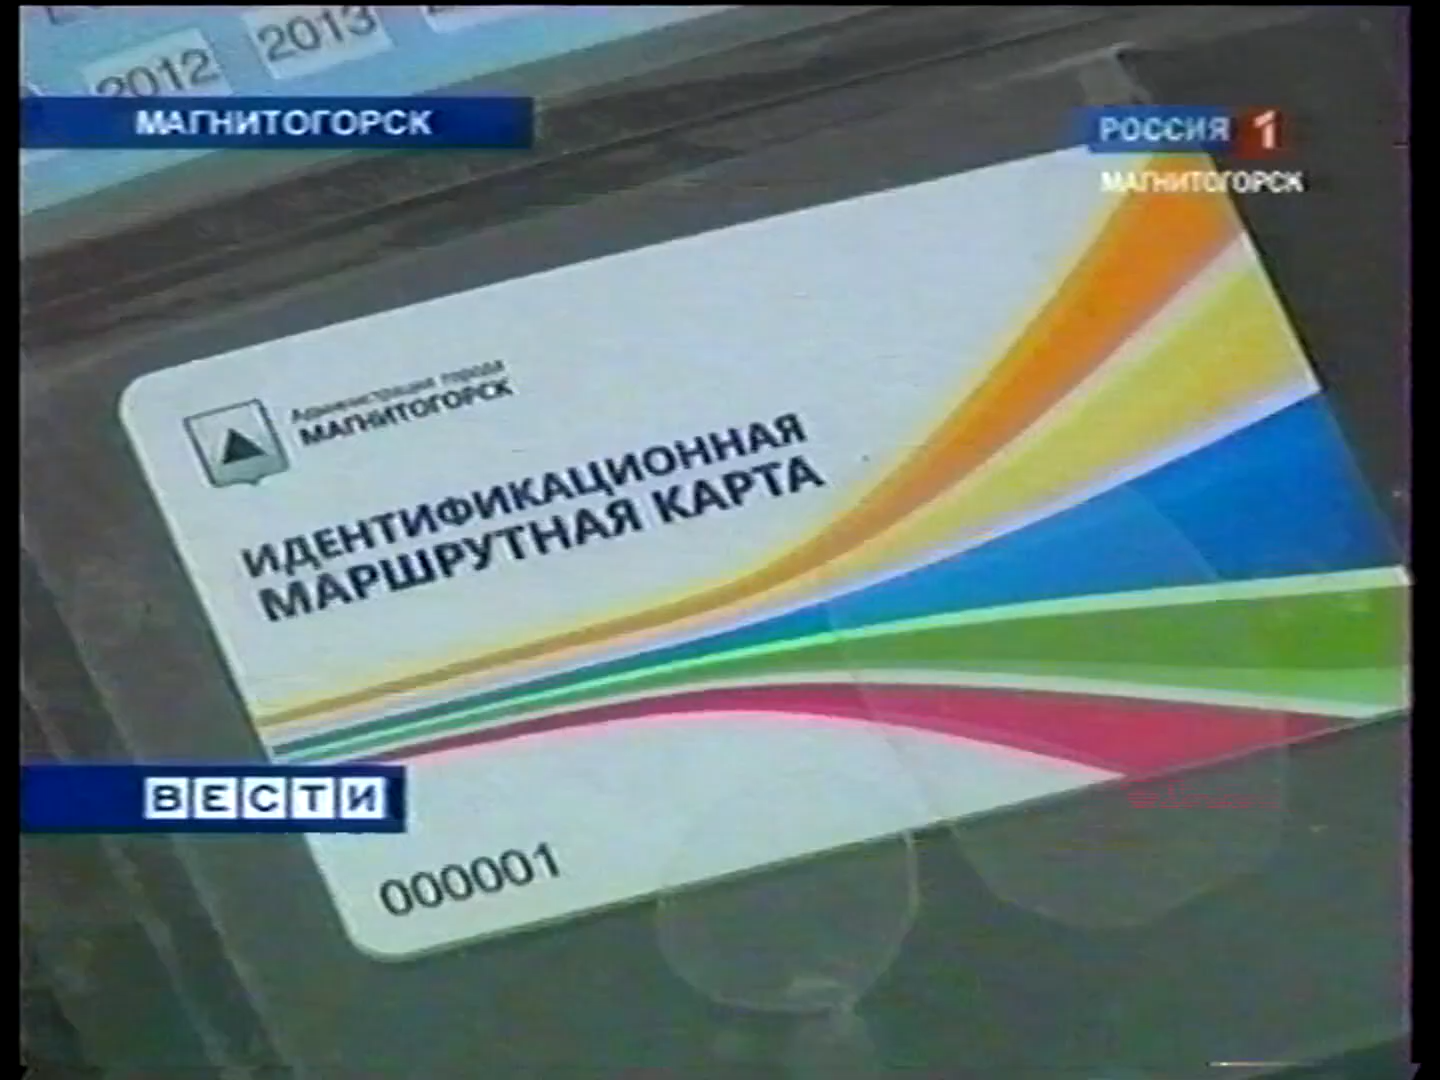 2012
2013
МАГНИТОГОРСК
РОССИЯ 1
МАГНИТОГОРСК
Администрация города
МАГНИТОГОРСК
ИДЕНТИФИКАЦИОННАЯ
МАРШРУТНАЯ КАРТА
ВЕСТИ
000001